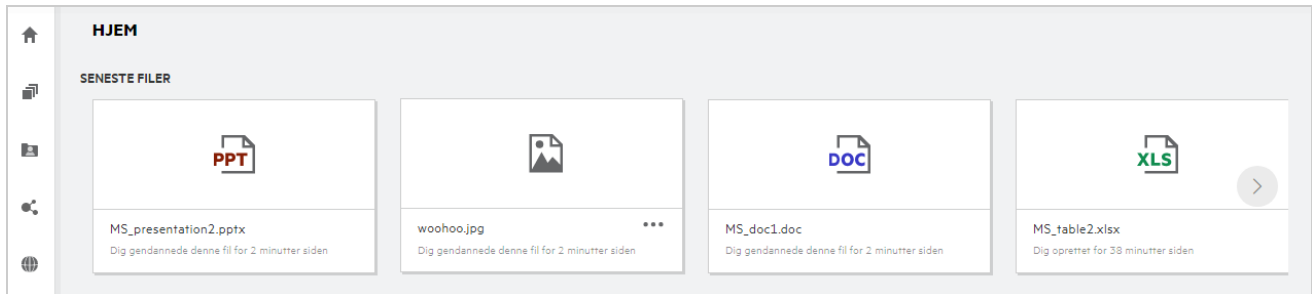 HJEM
SENESTE FILER
PPT
DOC
XLS
MS_presentation2.pptx
Dig gendannede denne fil for 2 minutter siden
woohoo.jpg
Dig gendannede denne fil for 2 minutter siden
MS_doc1.doc
Dig gendannede denne fil for 2 minutter siden
MS_table2.xlsx
Dig oprettet for 38 minutter siden